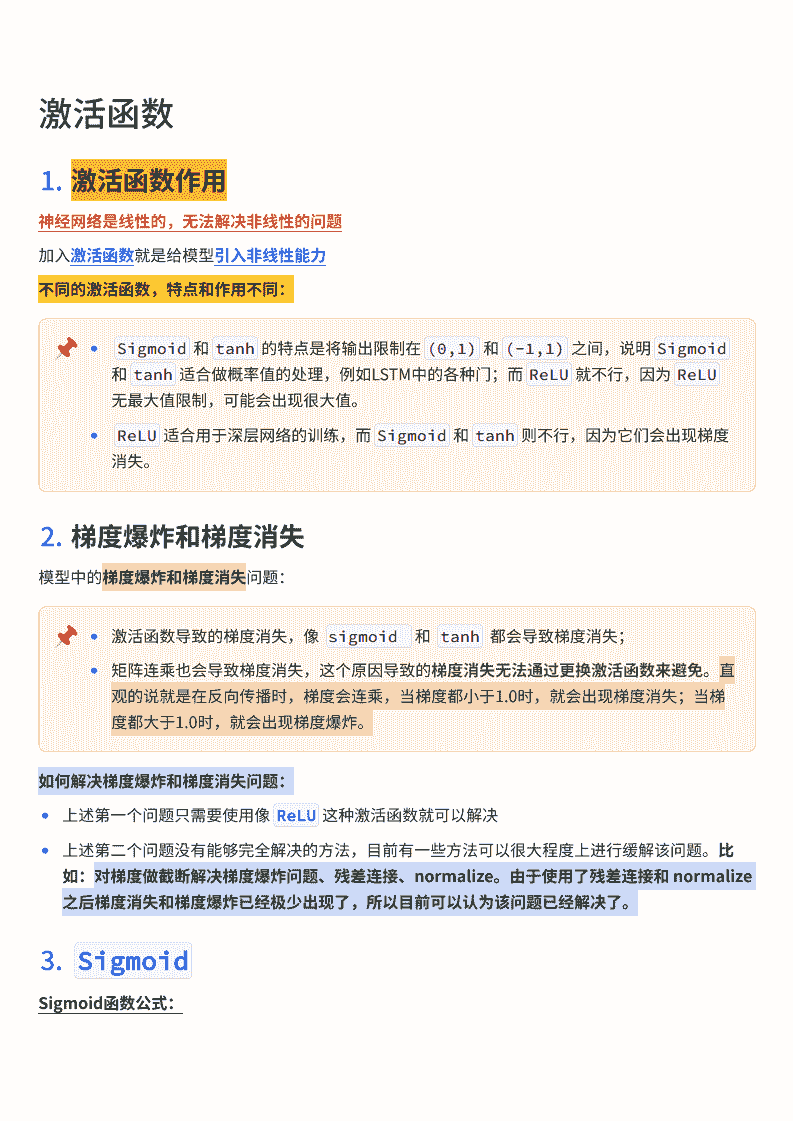 激活函数
1. 激活函数作用
神经网络是线性的，无法解决非线性的问题
加入激活函数就是给模型引入非线性能力
不同的激活函数，特点和作用不同：
Sigmoid 和 tanh 的特点是将输出限制在 (0,1) 和 (-1,1) 之间，说明 Sigmoid
和 tanh 适合做概率值的处理，例如LSTM中的各种门；而 ReLU 就不行，因为 ReLU
无最大值限制，可能会出现很大值。
ReLU 适合用于深层网络的训练，而 Sigmoid 和 tanh 则不行，因为它们会出现梯度
消失。
2. 梯度爆炸和梯度消失
模型中的梯度爆炸和梯度消失问题：
激活函数导致的梯度消失，像 sigmoid 和 tanh 都会导致梯度消失；
矩阵连乘也会导致梯度消失，这个原因导致的梯度消失无法通过更换激活函数来避免。直
观的说就是在反向传播时，梯度会连乘，当梯度都小于1.0时，就会出现梯度消失；当梯
度都大于1.0时，就会出现梯度爆炸。
如何解决梯度爆炸和梯度消失问题：
上述第一个问题只需要使用像 ReLU 这种激活函数就可以解决
上述第二个问题没有能够完全解决的方法，目前有一些方法可以很大程度上进行缓解该问题。比
如：对梯度做截断解决梯度爆炸问题、残差连接、normalize。由于使用了残差连接和 normalize
之后梯度消失和梯度爆炸已经极少出现了，所以目前可以认为该问题已经解决了。
3. Sigmoid
Sigmoid函数公式：